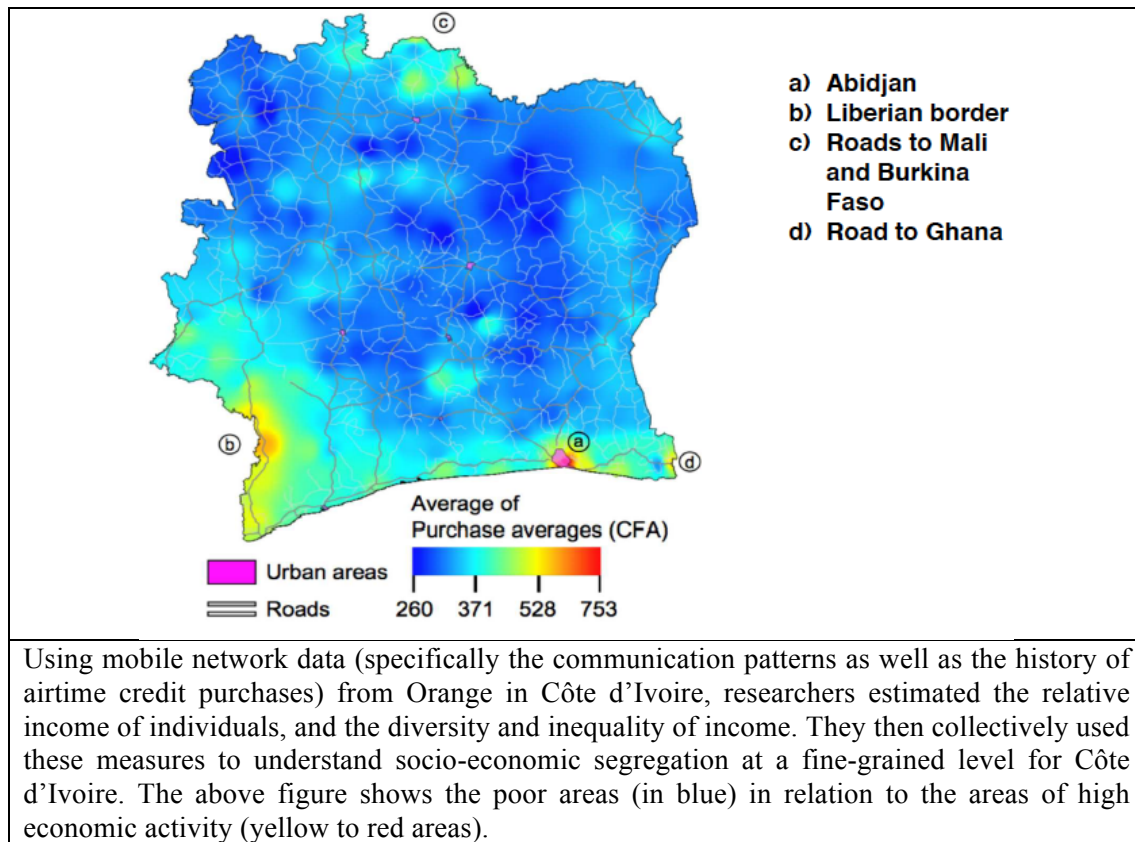 c
a) Abidjan
b) Liberian border
c) Roads to Mali
and Burkina
Faso
d) Road to Ghana
b
a
d
Average of
Purchase averages (CFA)
Urban areas
Roads
260 371 528 753
Using mobile network data (specifically the communication patterns as well as the history of
airtime credit purchases) from Orange in Côte d’Ivoire, researchers estimated the relative
income of individuals, and the diversity and inequality of income. They then collectively used
these measures to understand socio-economic segregation at a fine-grained level for Côte
d’Ivoire. The above figure shows the poor areas (in blue) in relation to the areas of high
economic activity (yellow to red areas).